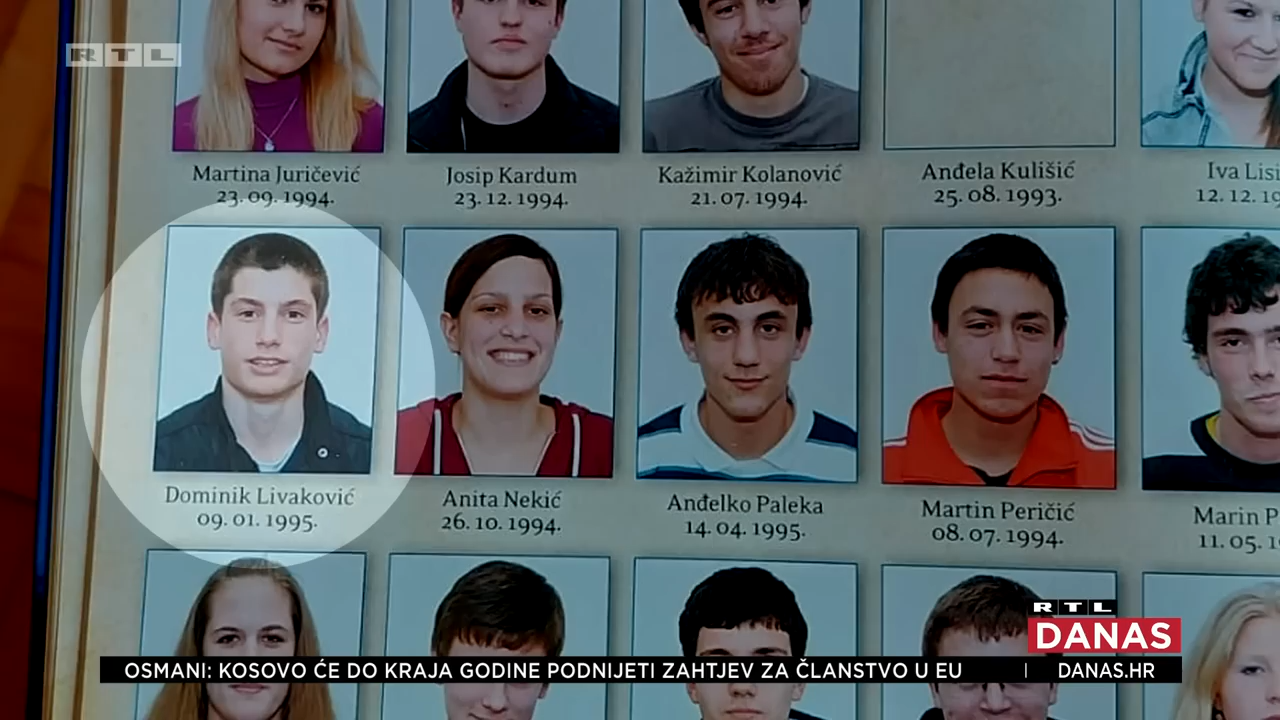 RTL
Martina Juričević
23. 09. 1994.
Josip Kardum
23. 12. 1994.
Kažimir Kolanović
21. 07. 1994.
Anđela Kulišić
25. 08. 1993.
Iva
12. 12.
Dominik Livaković
09. 01. 1995.
Anita Nekić
26. 10. 1994.
Anđelko Paleka
14. 04. 1995.
Martin Peričić
08. 07. 1994.
Marin
11. 05.
RTL
DANAS
OSMANI: KOSOVO ĆE DO KRAJA GODINE PODNIJETI ZAHTJEV ZA ČLANSTVO U EU | DANAS.HR